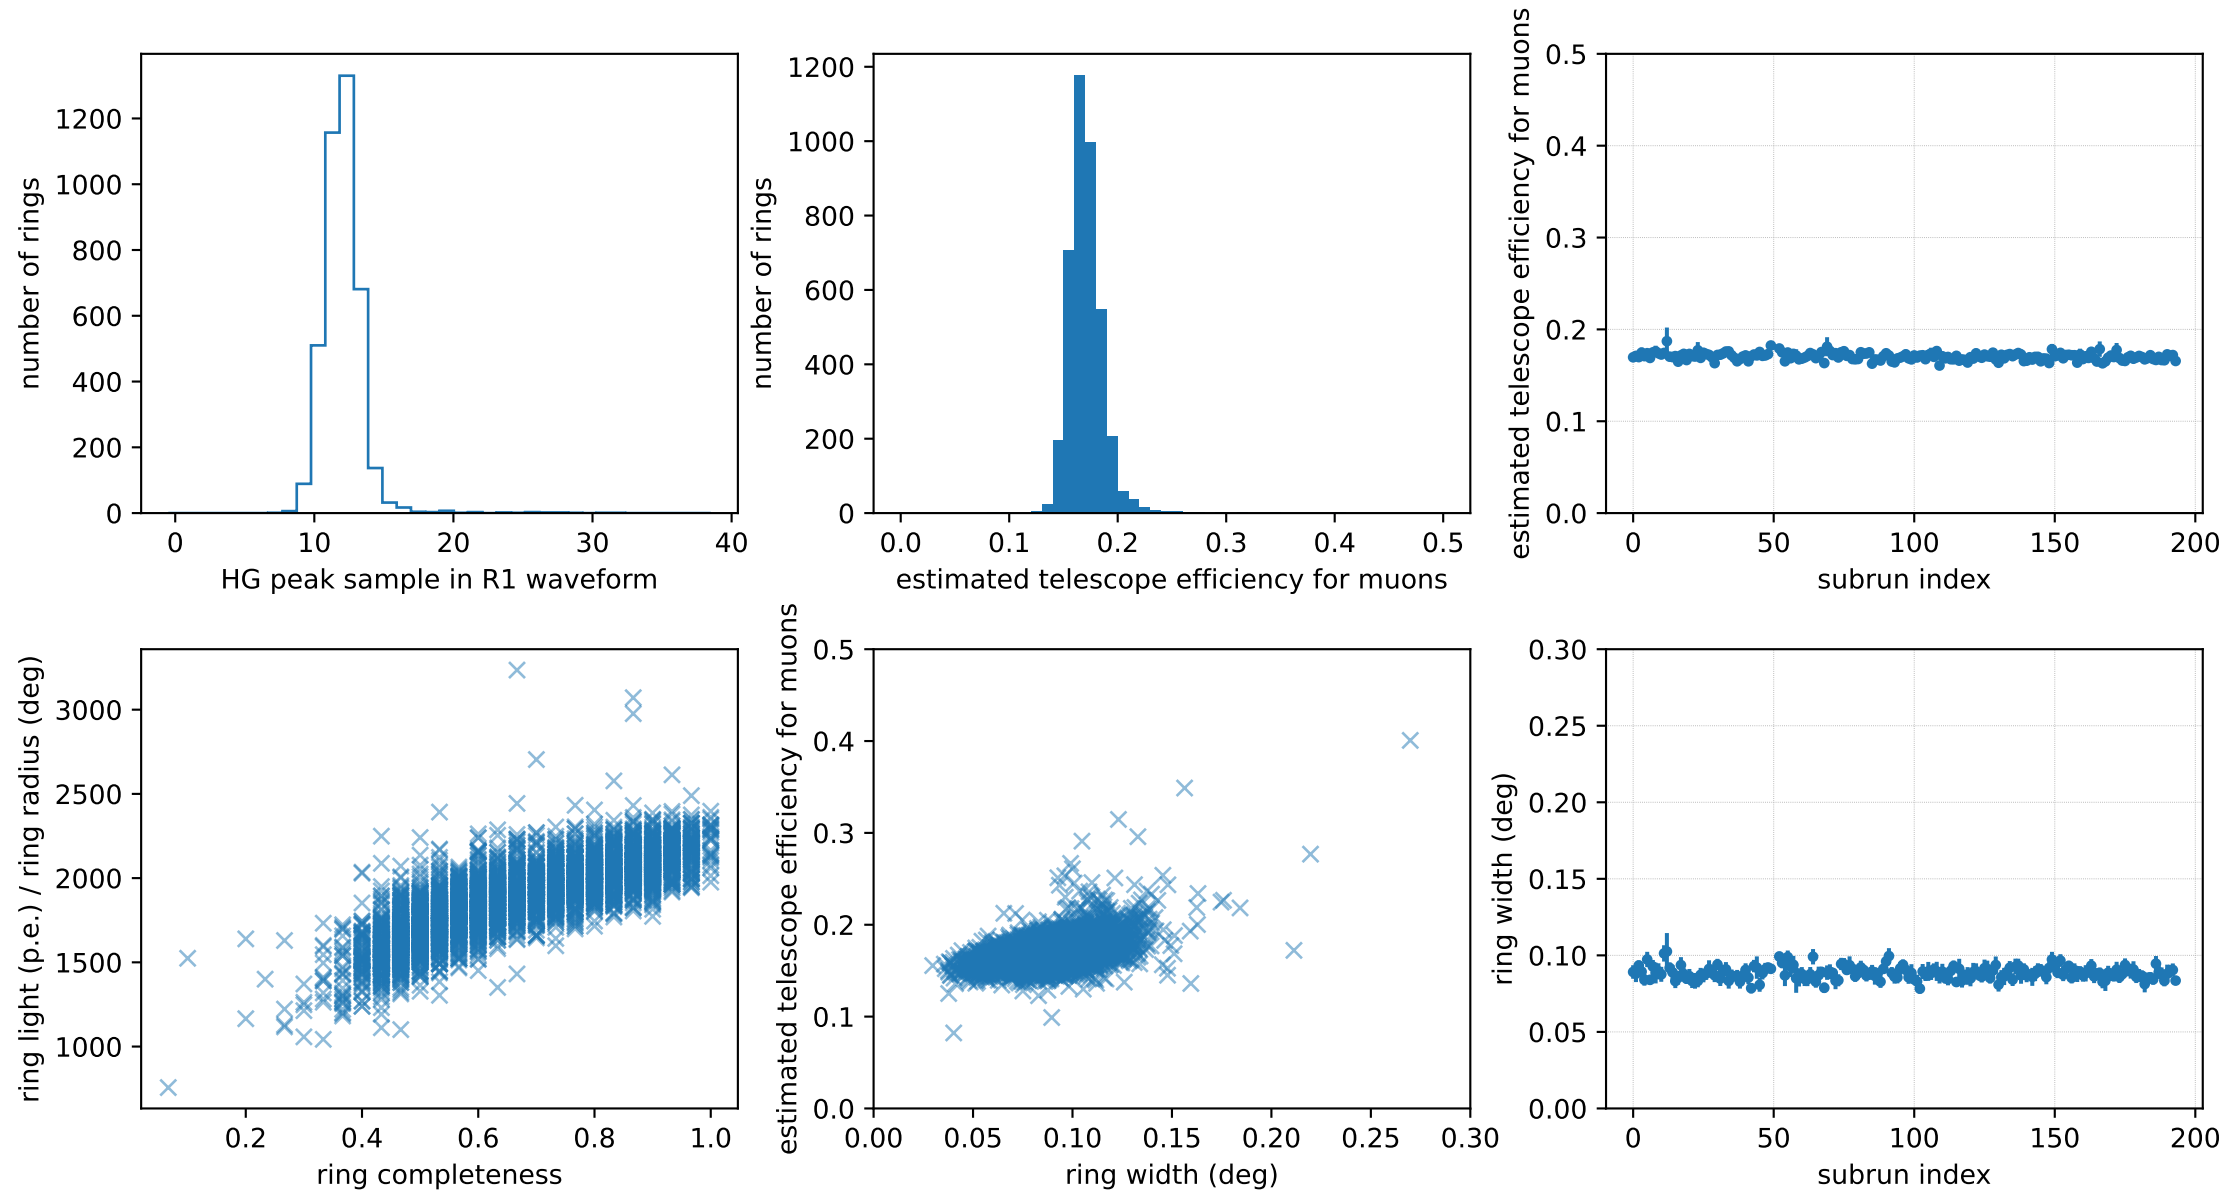 number of rings
1200
1000
800
600
400
200
0
0 10 20 30 40
HG peak sample in R1 waveform
number of rings
1200
1000
800
600
400
200
0
0.0 0.1 0.2 0.3 0.4 0.5
estimated telescope efficiency for muons
estimated telescope efficiency for muons
0.5
0.4
0.3
0.2
0.1
0.0
0 50 100 150 200
subrun index
ring light (p.e.) / ring radius (deg)
3000
2500
2000
1500
1000
0.2 0.4 0.6 0.8 1.0
ring completeness
estimated telescope efficiency for muons
0.5
0.4
0.3
0.2
0.1
0.0
0.00 0.05 0.10 0.15 0.20 0.25 0.30
ring width (deg)
ring width (deg)
0.30
0.25
0.20
0.15
0.10
0.05
0.00
0 50 100 150 200
subrun index